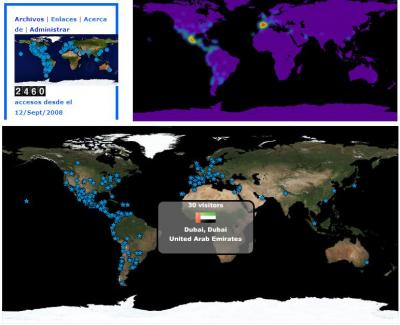 Archivos | Enlaces | Acerca
de | Administrar
2460
accesos desde el
12/Sept/2008
30 visitors
Dubai, Dubai
United Arab Emirates